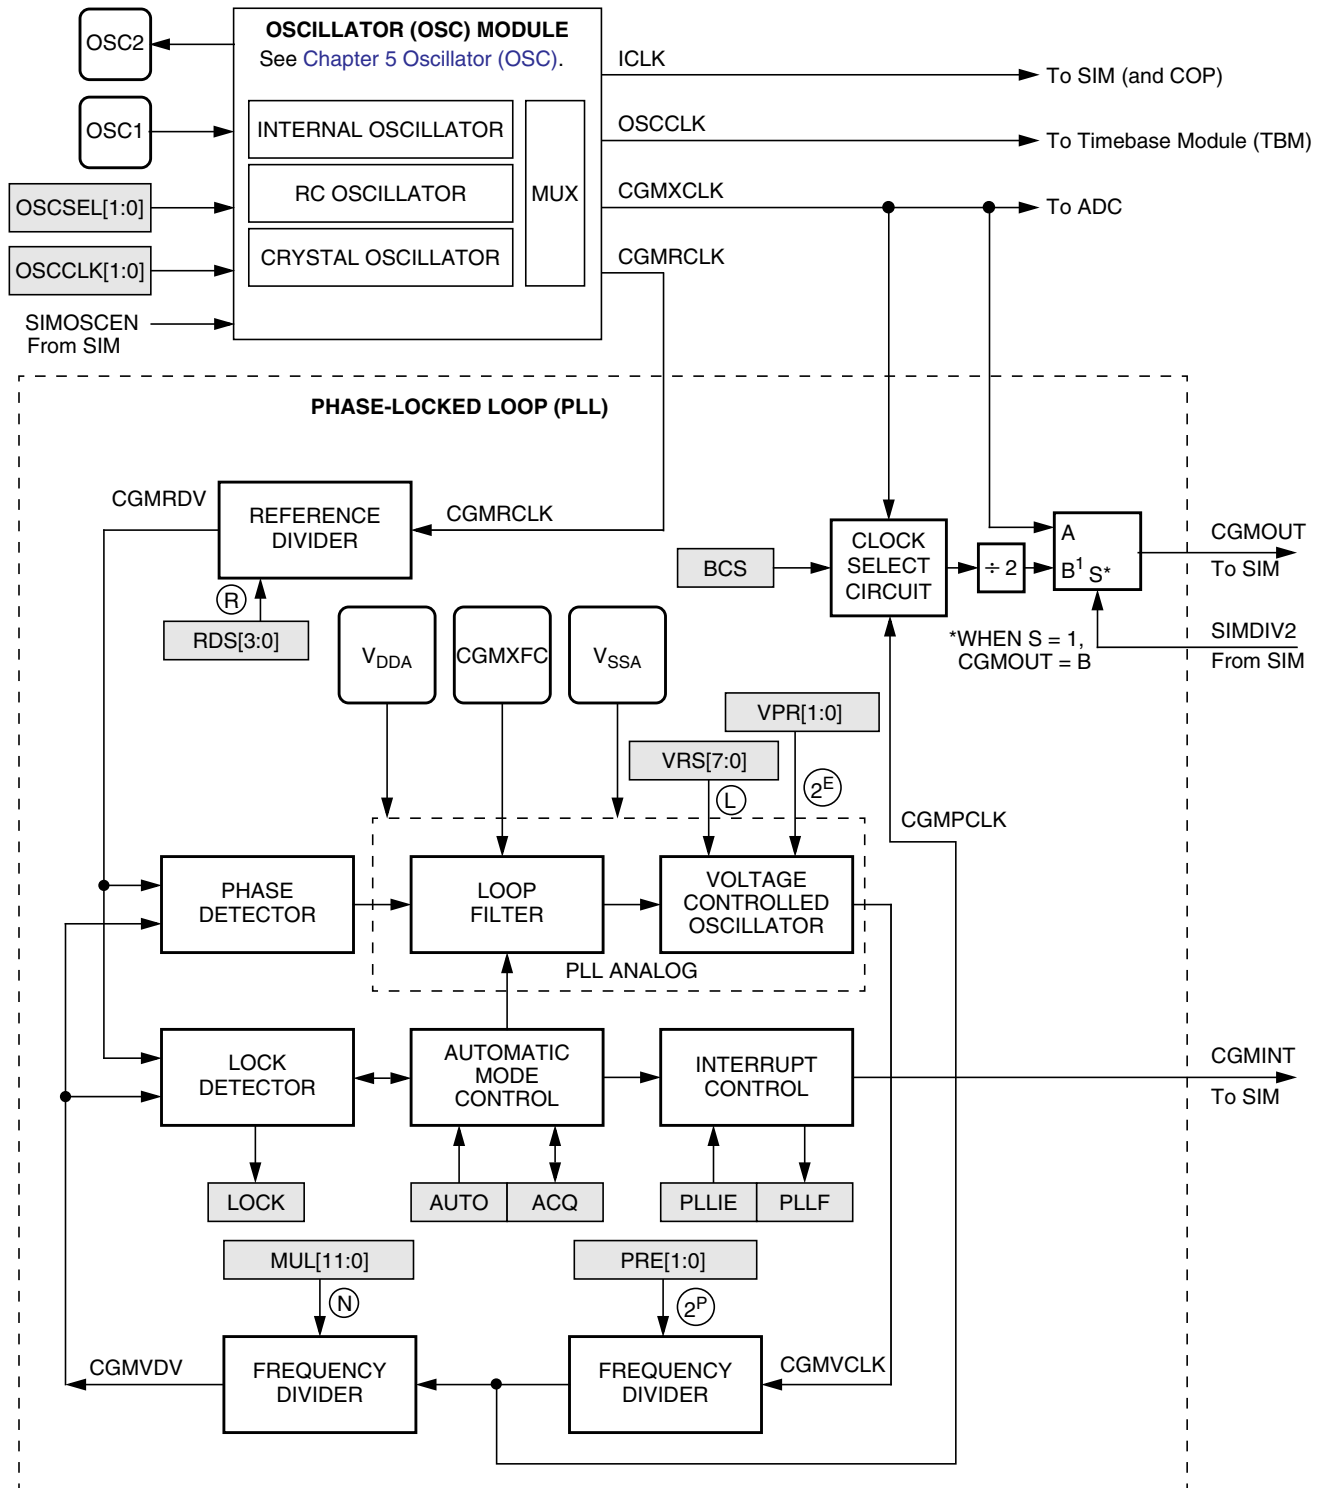 OSC2
OSCILLATOR (OSC) MODULE
See Chapter 5 Oscillator (OSC).
ICLK
To SIM (and COP)
OSC1
INTERNAL OSCILLATOR
OSCCLK
To Timebase Module (TBM)
OSCSEL[1:0]
RC OSCILLATOR
MUX
CGMXCLK
To ADC
OSCCLK[1:0]
CRYSTAL OSCILLATOR
CGMRCLK
SIMOSCEN
From SIM
PHASE-LOCKED LOOP (PLL)
CGMRDV
REFERENCE
DIVIDER
CGMRCLK
R
RDS[3:0]
BCS
CLOCK
SELECT
CIRCUIT
÷ 2
A
B¹ S*
CGMOUT
To SIM
*WHEN S = 1,
CGMOUT = B
SIMDIV2
From SIM
V_DDA
CGMXFC
V_SSA
VPR[1:0]
VRS[7:0]
L
2^E
CGMPCLK
PHASE
DETECTOR
LOOP
FILTER
VOLTAGE
CONTROLLED
OSCILLATOR
PLL ANALOG
LOCK
DETECTOR
AUTOMATIC
MODE
CONTROL
INTERRUPT
CONTROL
CGMINT
To SIM
LOCK
AUTO
ACQ
PLLIE
PLLF
MUL[11:0]
PRE[1:0]
N
2^P
CGMVDV
FREQUENCY
DIVIDER
FREQUENCY
DIVIDER
CGMVCLK